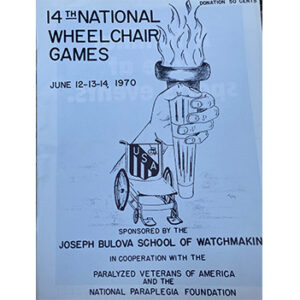 DONATION 50 CENTS
14TH NATIONAL
WHEELCHAIR
GAMES
JUNE 12-13-14, 1970
USA
SPONSORED BY THE
JOSEPH BULOVA SCHOOL OF WATCHMAKIN
IN COOPERATION WITH THE
PARALYZED VETERANS OF AMERICA
AND THE
NATIONAL PARAPLEGIA FOUNDATION